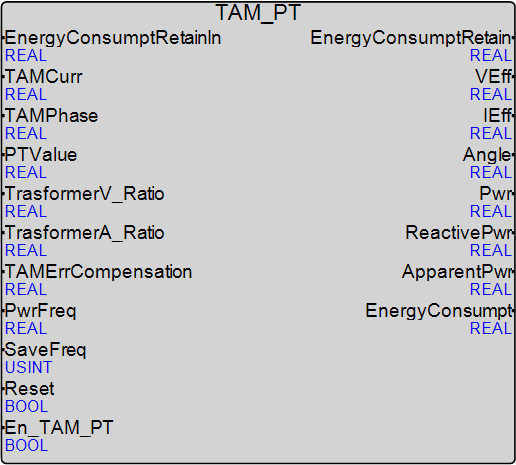 TAM_PT
EnergyConsumptRetainIn EnergyConsumptRetain
REAL REAL
TAMCurr VEff
REAL REAL
TAMPhase IEff
REAL REAL
PTValue Angle
REAL REAL
TrasformerV_Ratio Pwr
REAL REAL
TrasformerA_Ratio ReactivePwr
REAL REAL
TAMErrCompensation ApparentPwr
REAL REAL
PwrFreq EnergyConsumpt
REAL REAL
SaveFreq
USINT
Reset
BOOL
En_TAM_PT
BOOL